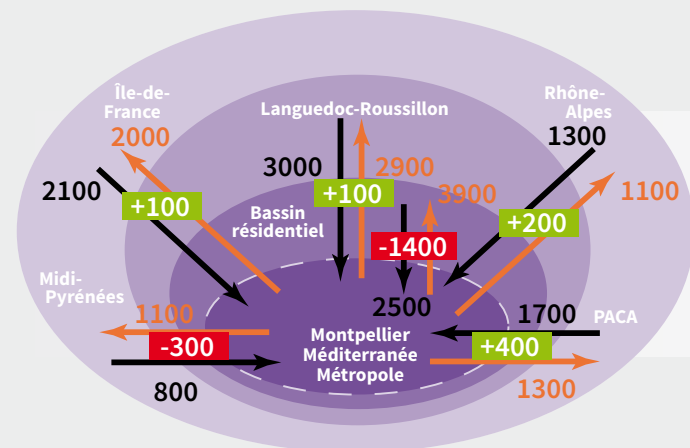 Île-de-
France
2000
2100
+100
Languedoc-Roussillon
3000
2900
+100
Rhône-
Alpes
1300
1100
+200
Bassin
résidentiel
3900
-1400
2500
Midi-
Pyrénées
1100
-300
800
Montpellier
Méditerranée
Métropole
1700
PACA
+400
1300